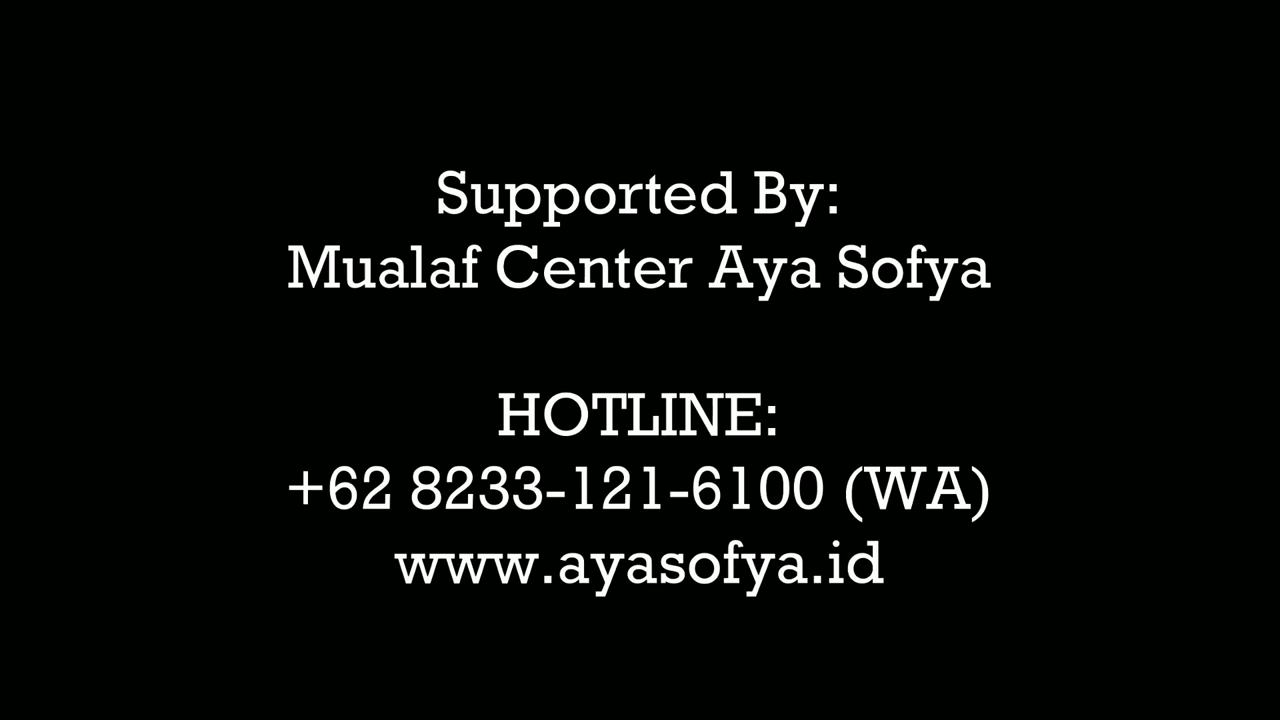 Supported By:
Mualaf Center Aya Sofya
HOTLINE:
+62 8233-121-6100 (WA)
www.ayasofya.id